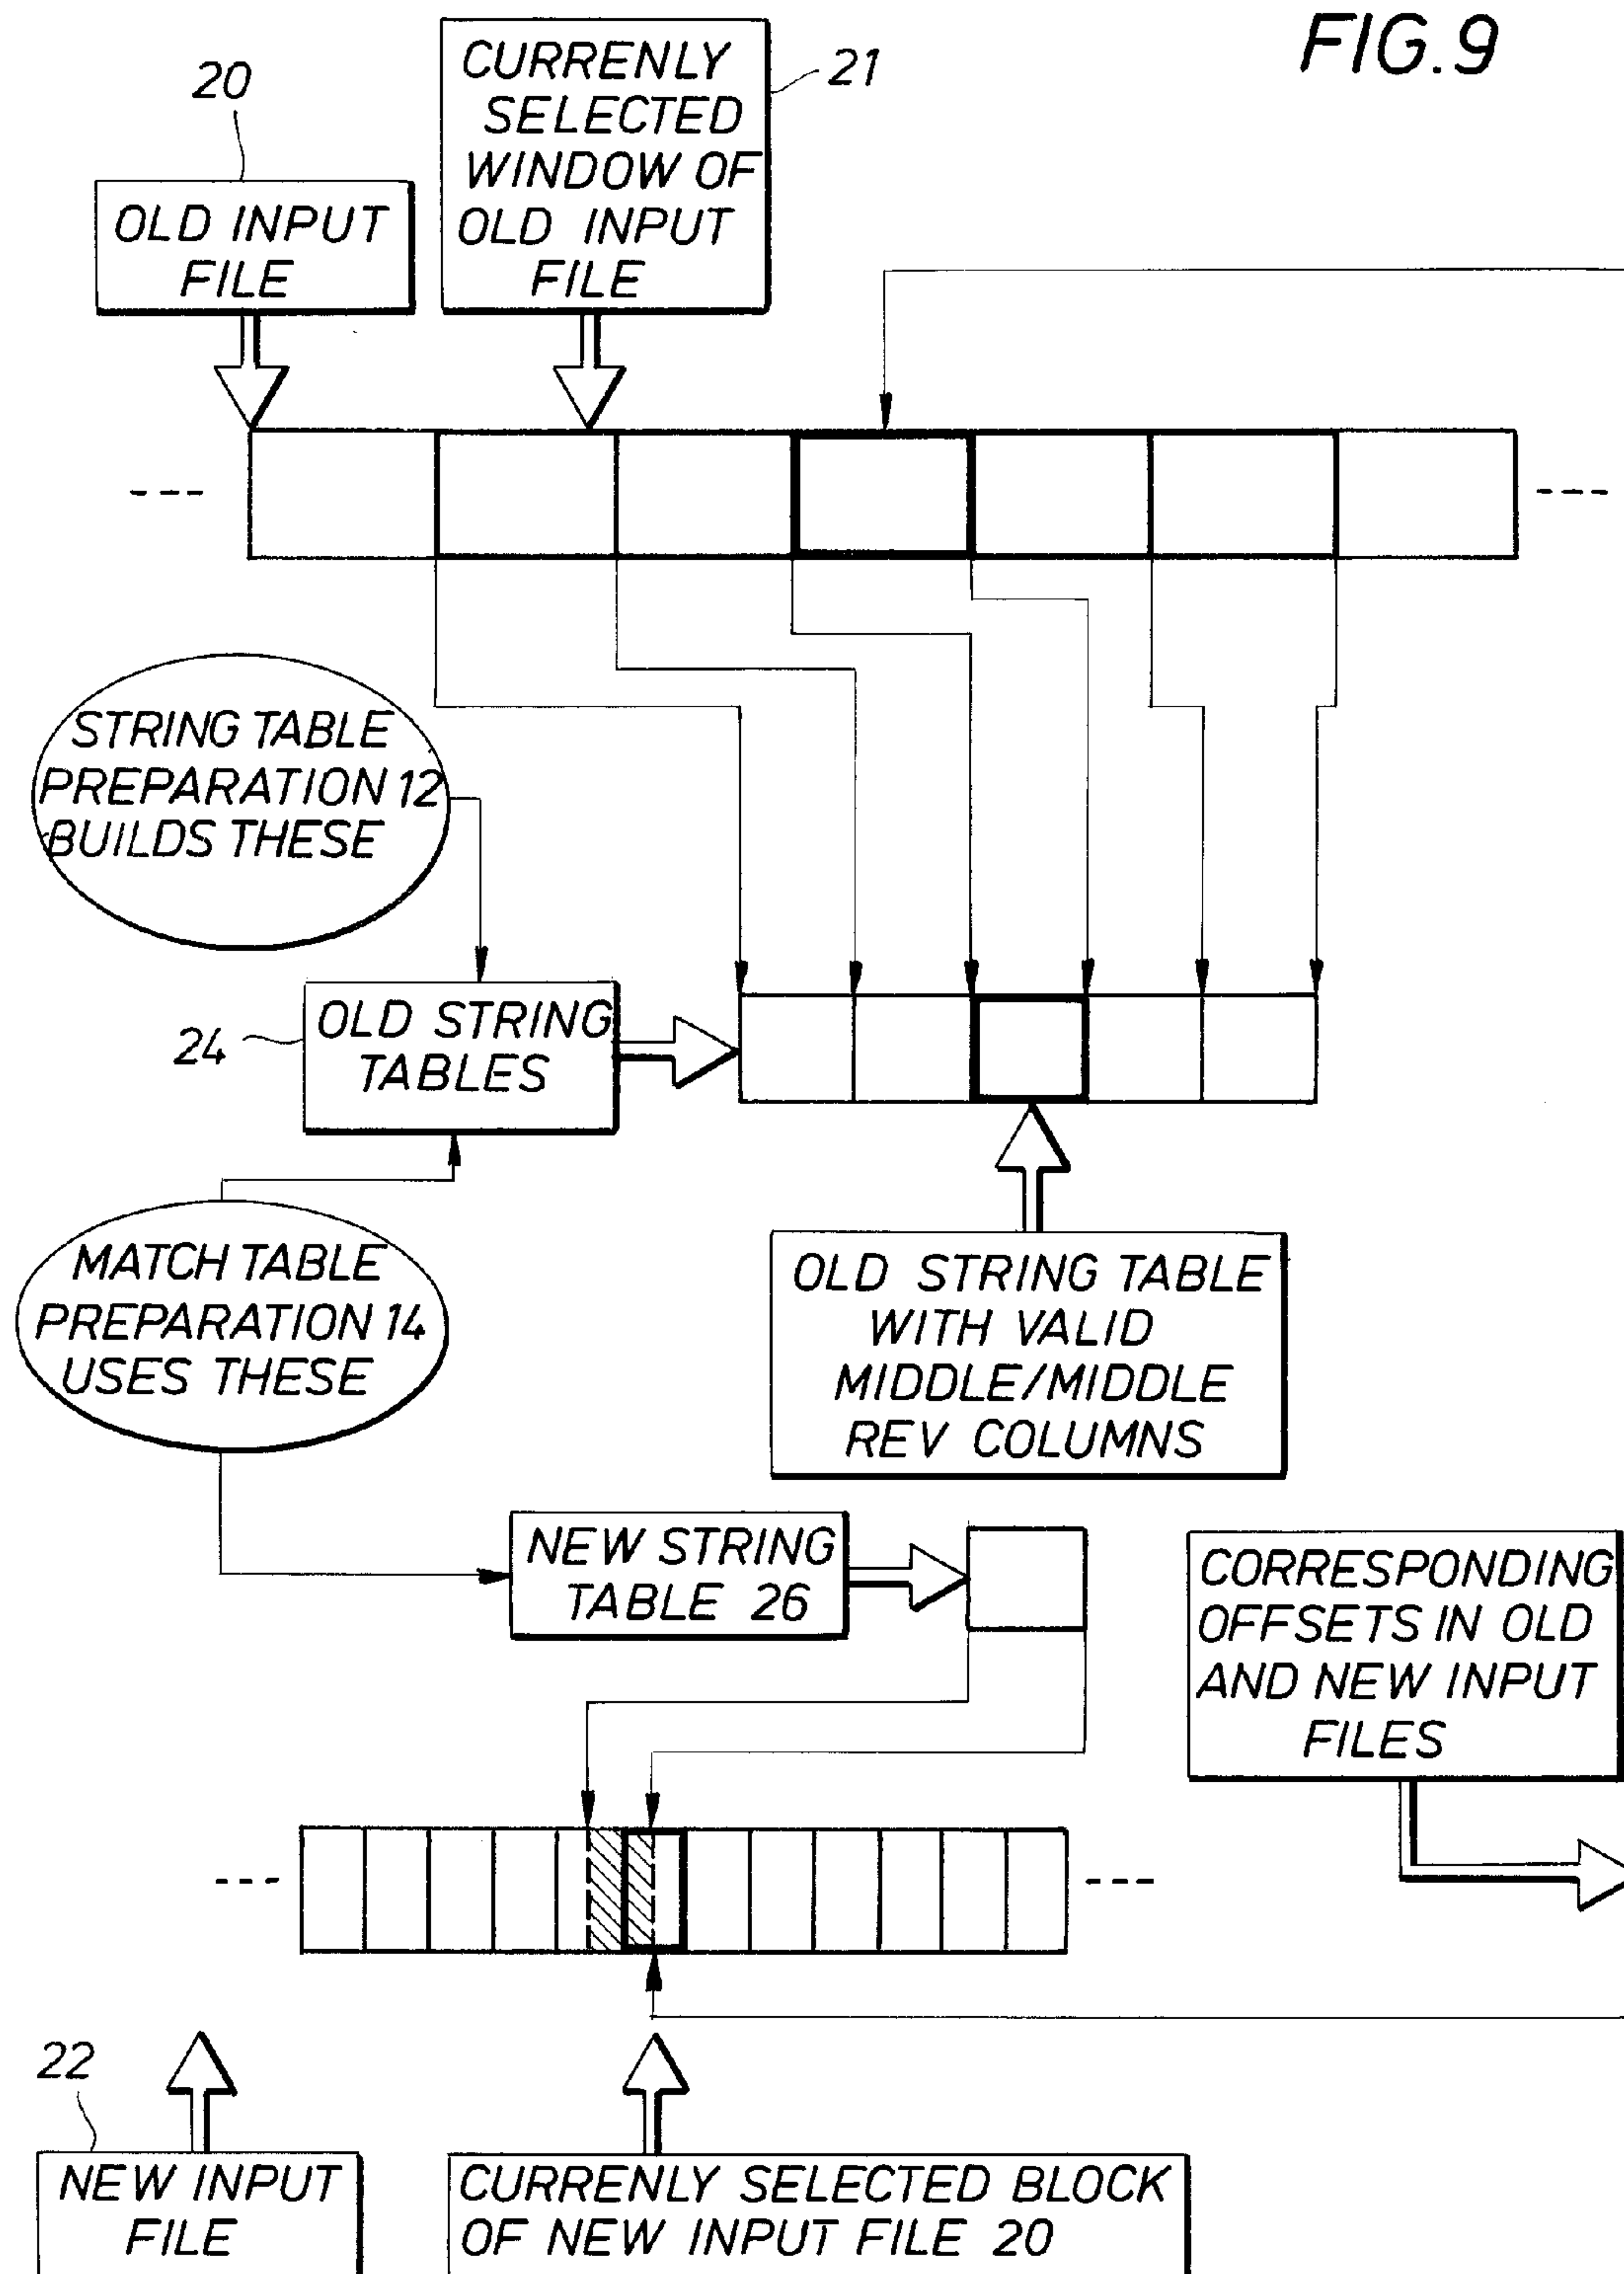 FIG. 9
20
CURRENLY
SELECTED
WINDOW OF
OLD INPUT
FILE
21
OLD INPUT
FILE
STRING TABLE
PREPARATION 12
BUILDS THESE
24
OLD STRING
TABLES
MATCH TABLE
PREPARATION 14
USES THESE
OLD STRING TABLE
WITH VALID
MIDDLE/MIDDLE
REV COLUMNS
NEW STRING
TABLE 26
CORRESPONDING
OFFSETS IN OLD
AND NEW INPUT
FILES
22
NEW INPUT
FILE
CURRENLY SELECTED BLOCK
OF NEW INPUT FILE 20